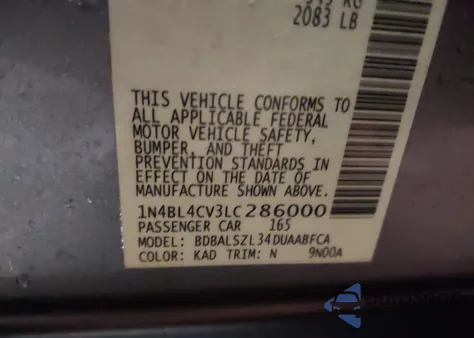 2083 LB
THIS VEHICLE CONFORMS TO
ALL APPLICABLE FEDERAL
MOTOR VEHICLE SAFETY,
BUMPER, AND THEFT
PREVENTION STANDARDS IN
EFFECT ON THE DATE OF
MANUFACTURE SHOWN ABOVE.
1N4BL4CV3LC286000
PASSENGER CAR 165
MODEL: BDBALSZL34DUAABFCA
COLOR: KAD TRIM: N 9N00A